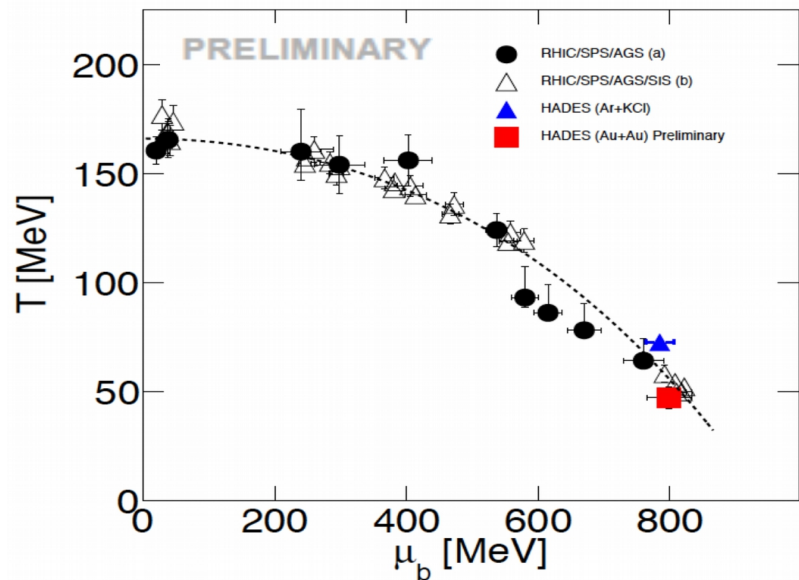 PRELIMINARY
RHIC/SPS/AGS (a)
RHIC/SPS/AGS/SIS (b)
HADES (Ar+KCl)
HADES (Au+Au) Preliminary
T [MeV]
200
150
100
50
0
0 200 400 600 800
μb [MeV]